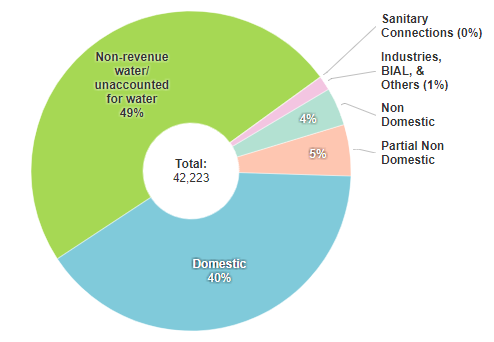 Sanitary
Connections (0%)
Non-revenue
water/
unaccounted
for water
49%
Industries,
BIAL, &
Others (1%)
Non
Domestic
4%
Partial Non
Domestic
5%
Total:
42,223
Domestic
40%